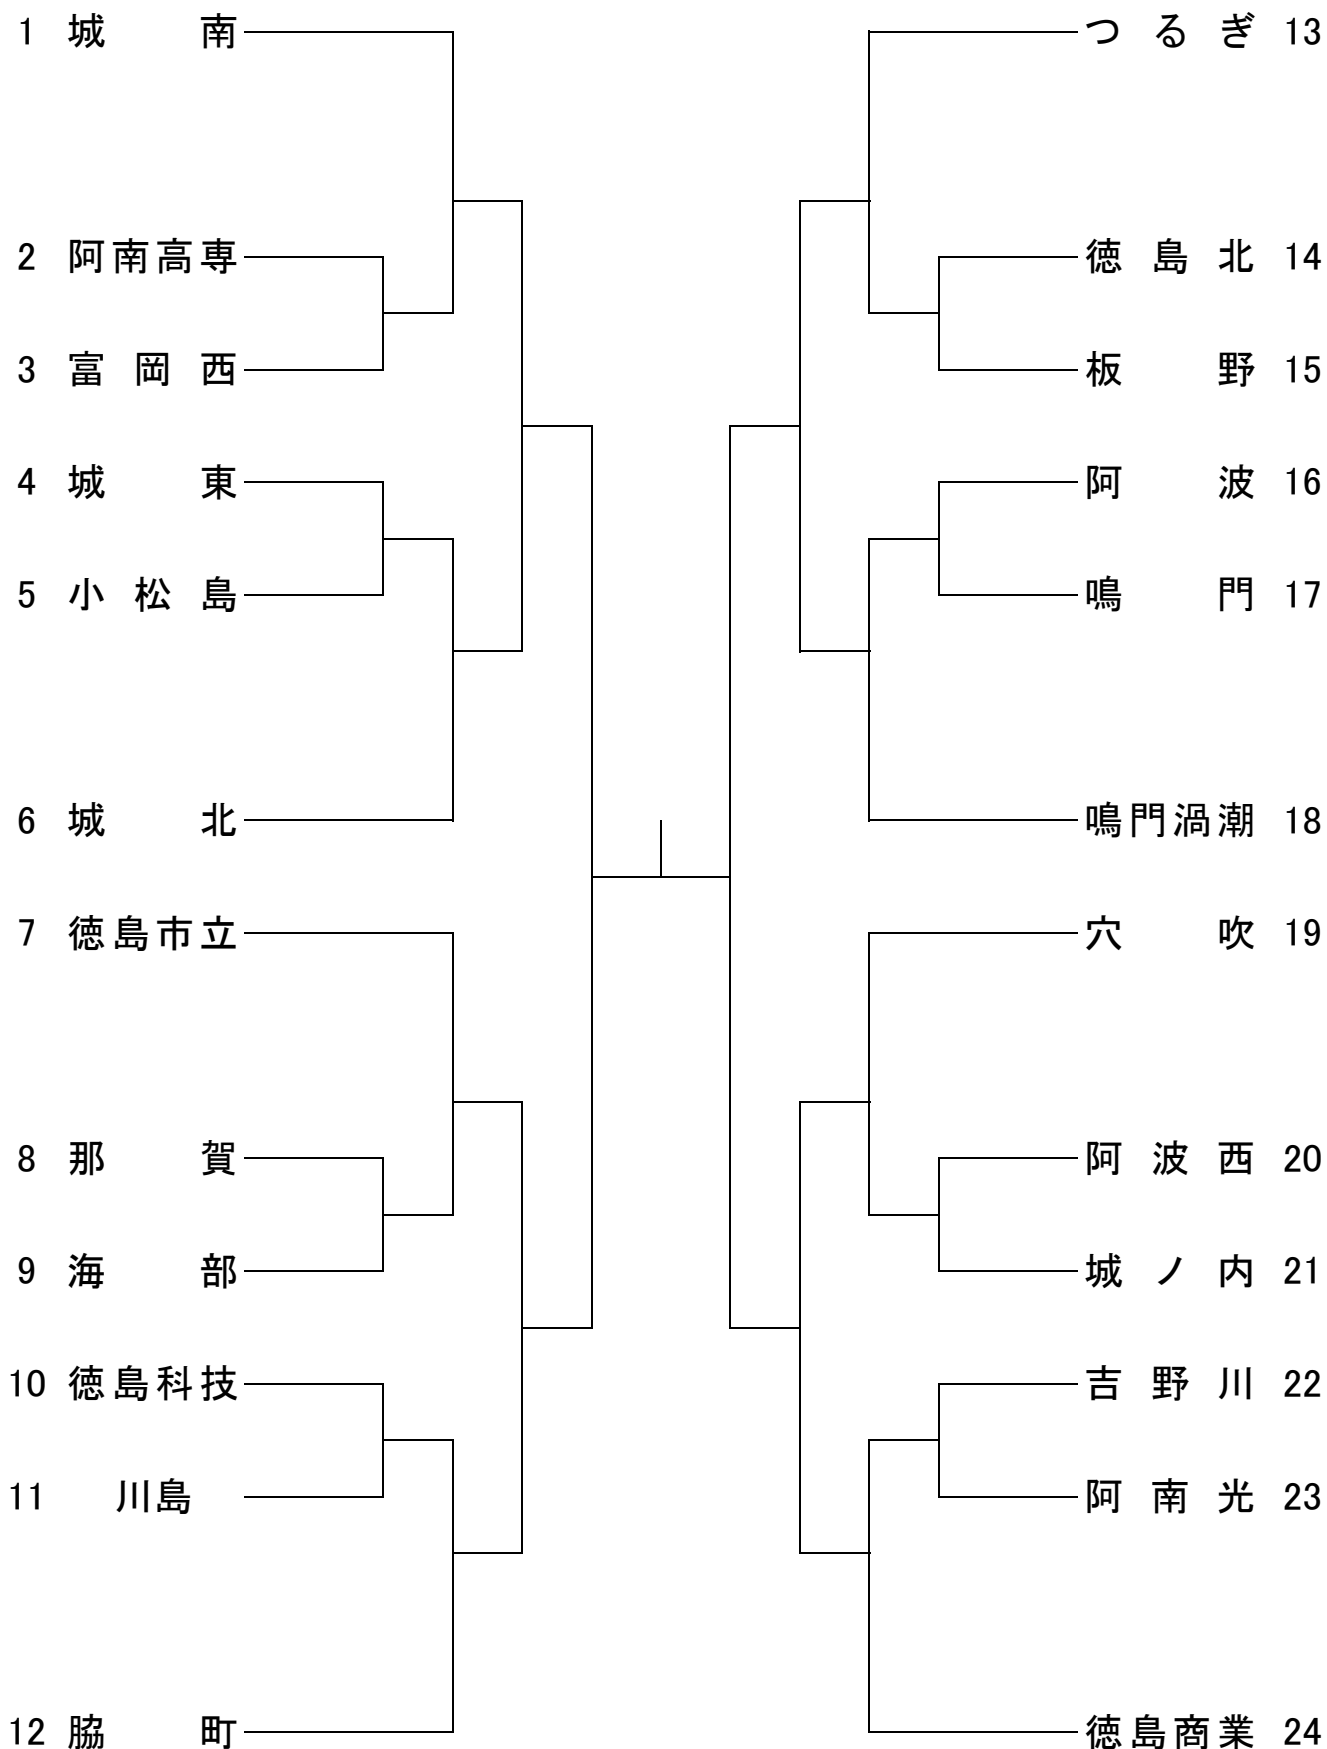 1 城南
2 阿南高専
3 富岡西
4 城東
5 小松島
6 城北
7 徳島市立
8 那賀
9 海部
10 徳島科技
11 川島
12 脇町
つるぎ 13
徳島北 14
板野 15
阿波 16
鳴門 17
鳴門渦潮 18
穴吹 19
阿波西 20
城ノ内 21
吉野川 22
阿南光 23
徳島商業 24